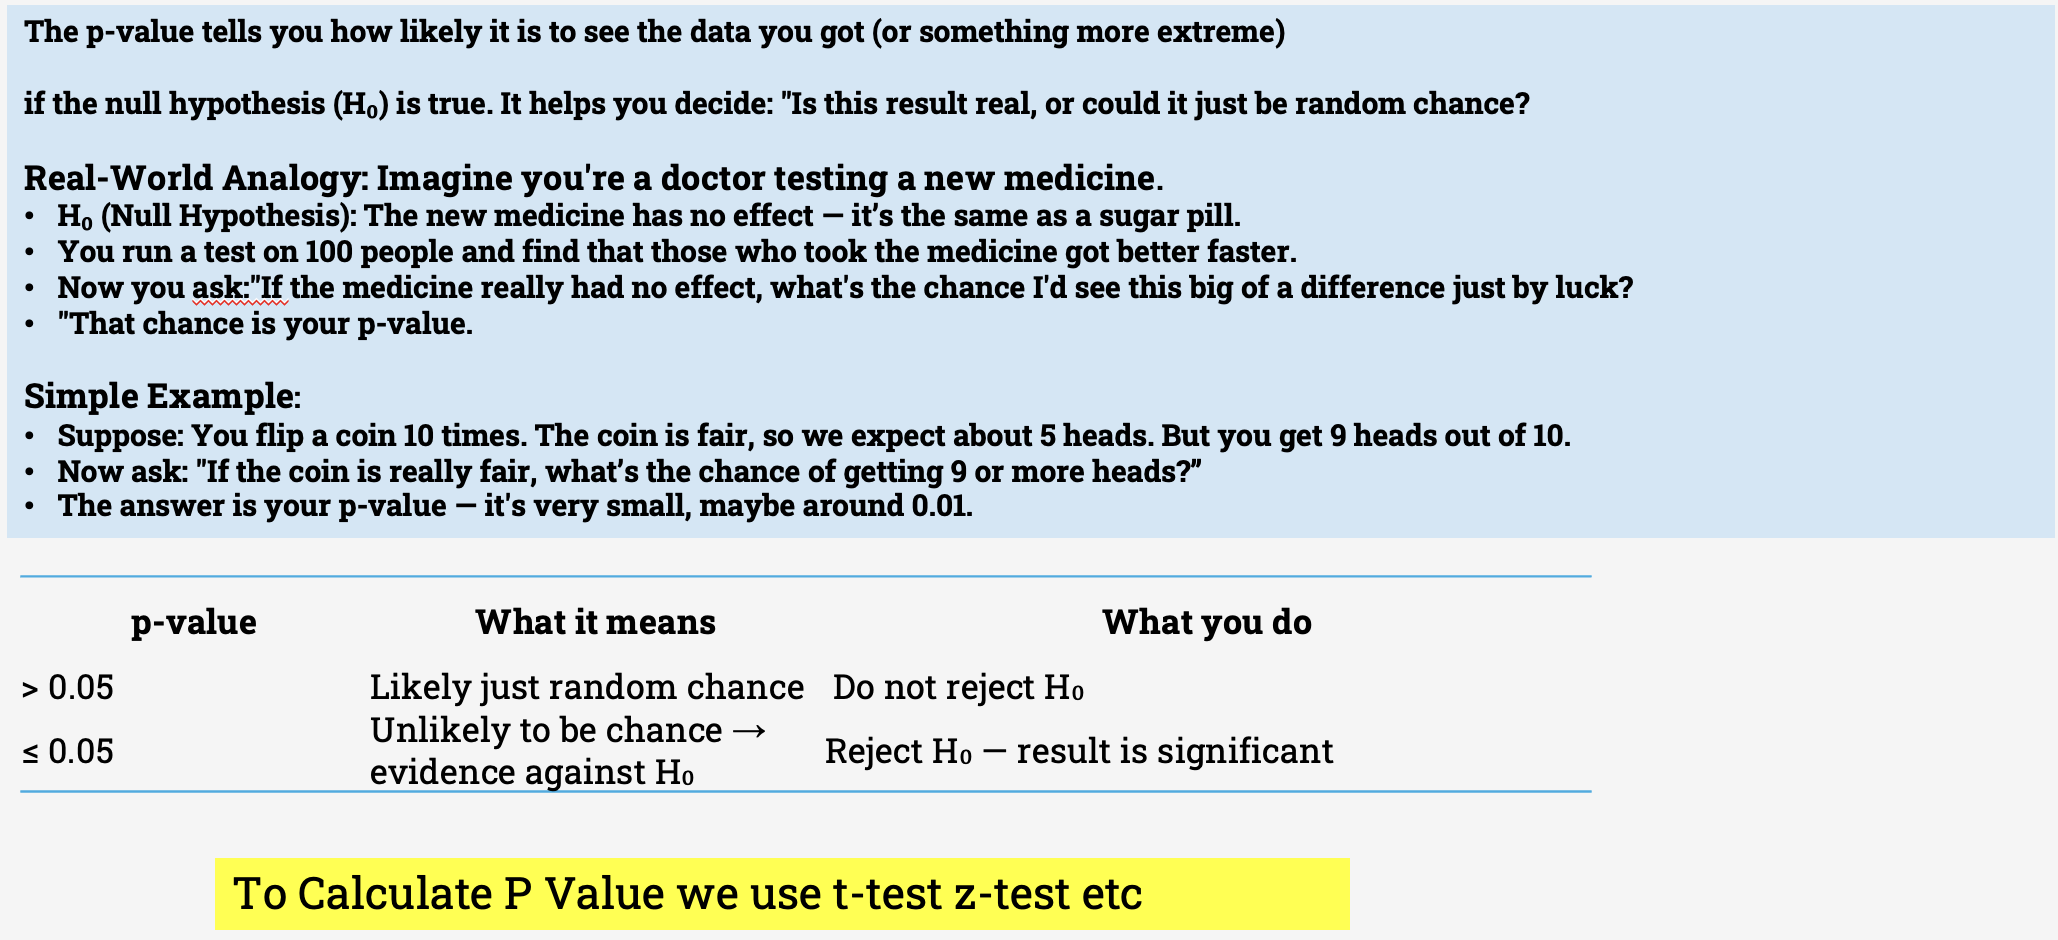 The p-value tells you how likely it is to see the data you got (or something more extreme)
if the null hypothesis (H₀) is true. It helps you decide: "Is this result real, or could it just be random chance?
Real-World Analogy: Imagine you're a doctor testing a new medicine.
• H₀ (Null Hypothesis): The new medicine has no effect — it’s the same as a sugar pill.
• You run a test on 100 people and find that those who took the medicine got better faster.
• Now you ask:"If the medicine really had no effect, what's the chance I'd see this big of a difference just by luck?
• "That chance is your p-value.
Simple Example:
• Suppose: You flip a coin 10 times. The coin is fair, so we expect about 5 heads. But you get 9 heads out of 10.
• Now ask: "If the coin is really fair, what’s the chance of getting 9 or more heads?”
• The answer is your p-value — it's very small, maybe around 0.01.
p-value What it means What you do
> 0.05 Likely just random chance Do not reject H₀
≤ 0.05 Unlikely to be chance → Reject H₀ — result is significant
evidence against H₀
To Calculate P Value we use t-test z-test etc